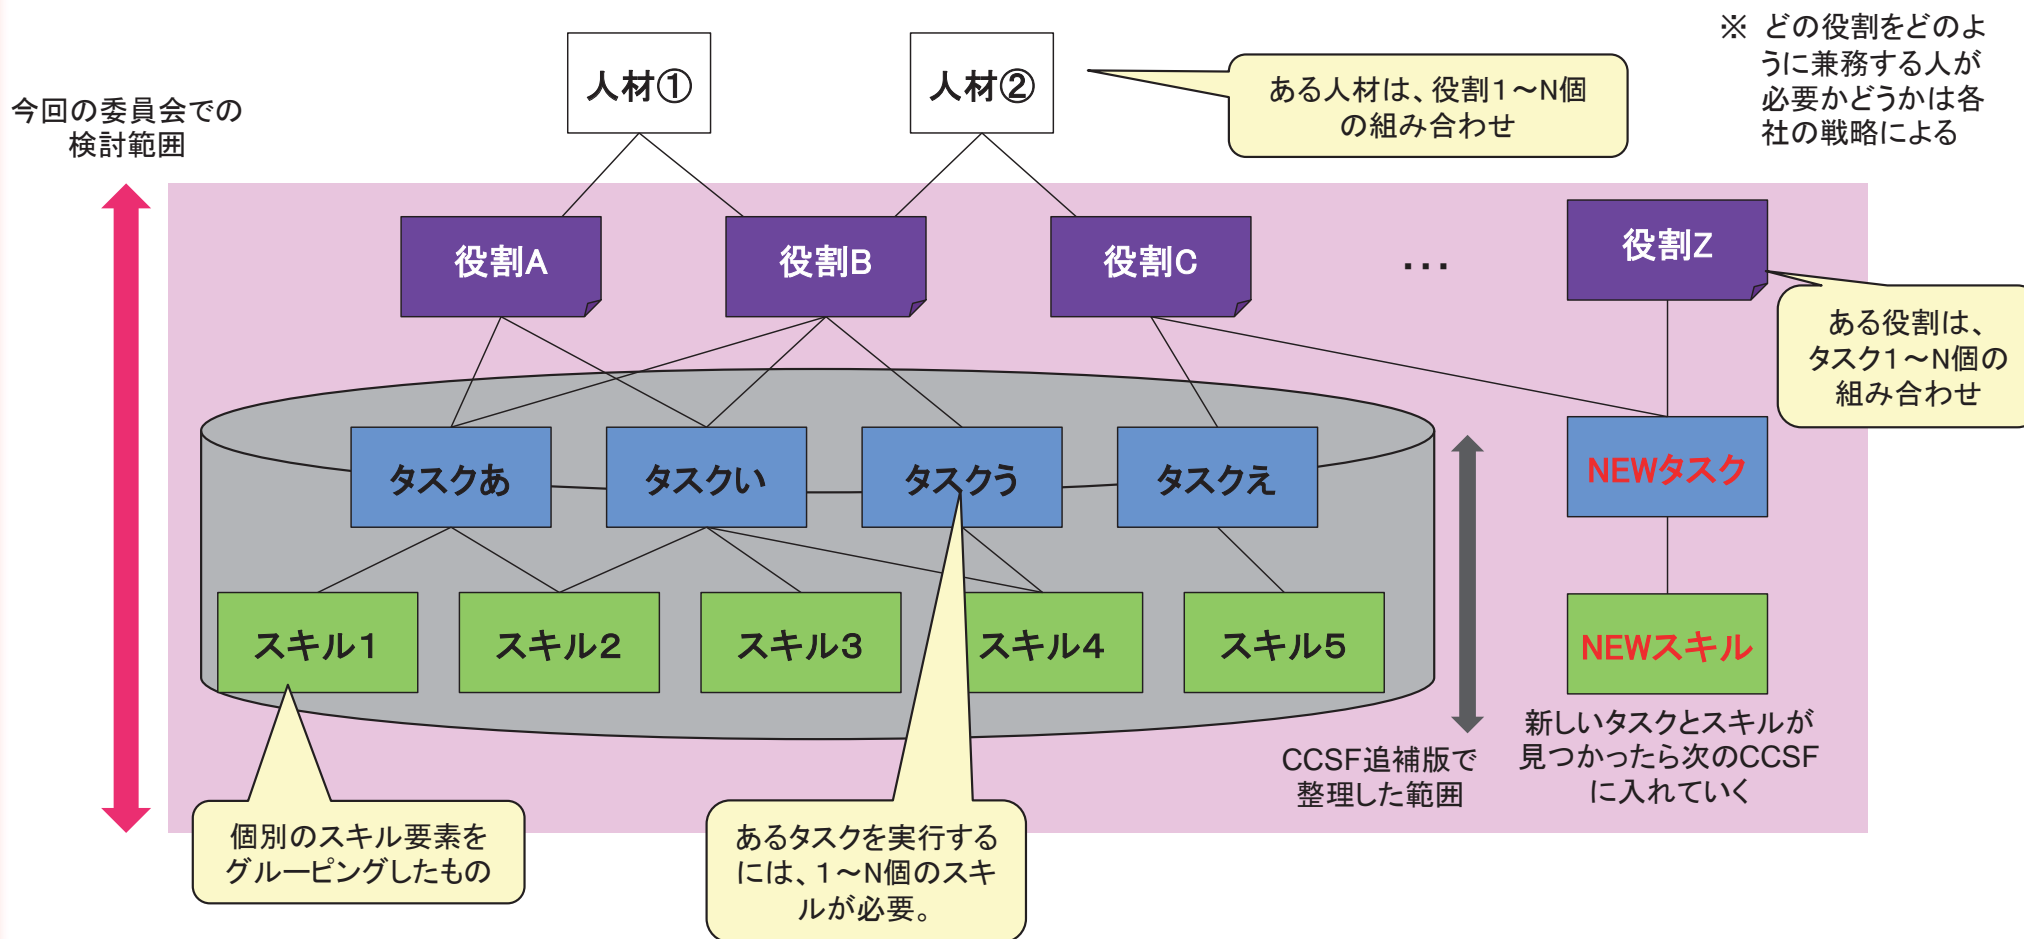 ※ どの役割をどのよ
うに兼務する人が
必要かどうかは各
社の戦略による
人材①
人材②
ある人材は、役割１～N個
の組み合わせ
今回の委員会での
検討範囲
役割A
役割B
役割C
...
役割Z
ある役割は、
タスク１～N個の
組み合わせ
タスクあ
タスクい
タスクう
タスクえ
NEWタスク
スキル1
スキル2
スキル3
スキル4
スキル5
NEWスキル
CCSF追補版で
整理した範囲
新しいタスクとスキルが
見つかったら次のCCSF
に入れていく
個別のスキル要素を
グルーピングしたもの
あるタスクを実行する
には、１～N個のスキ
ルが必要。